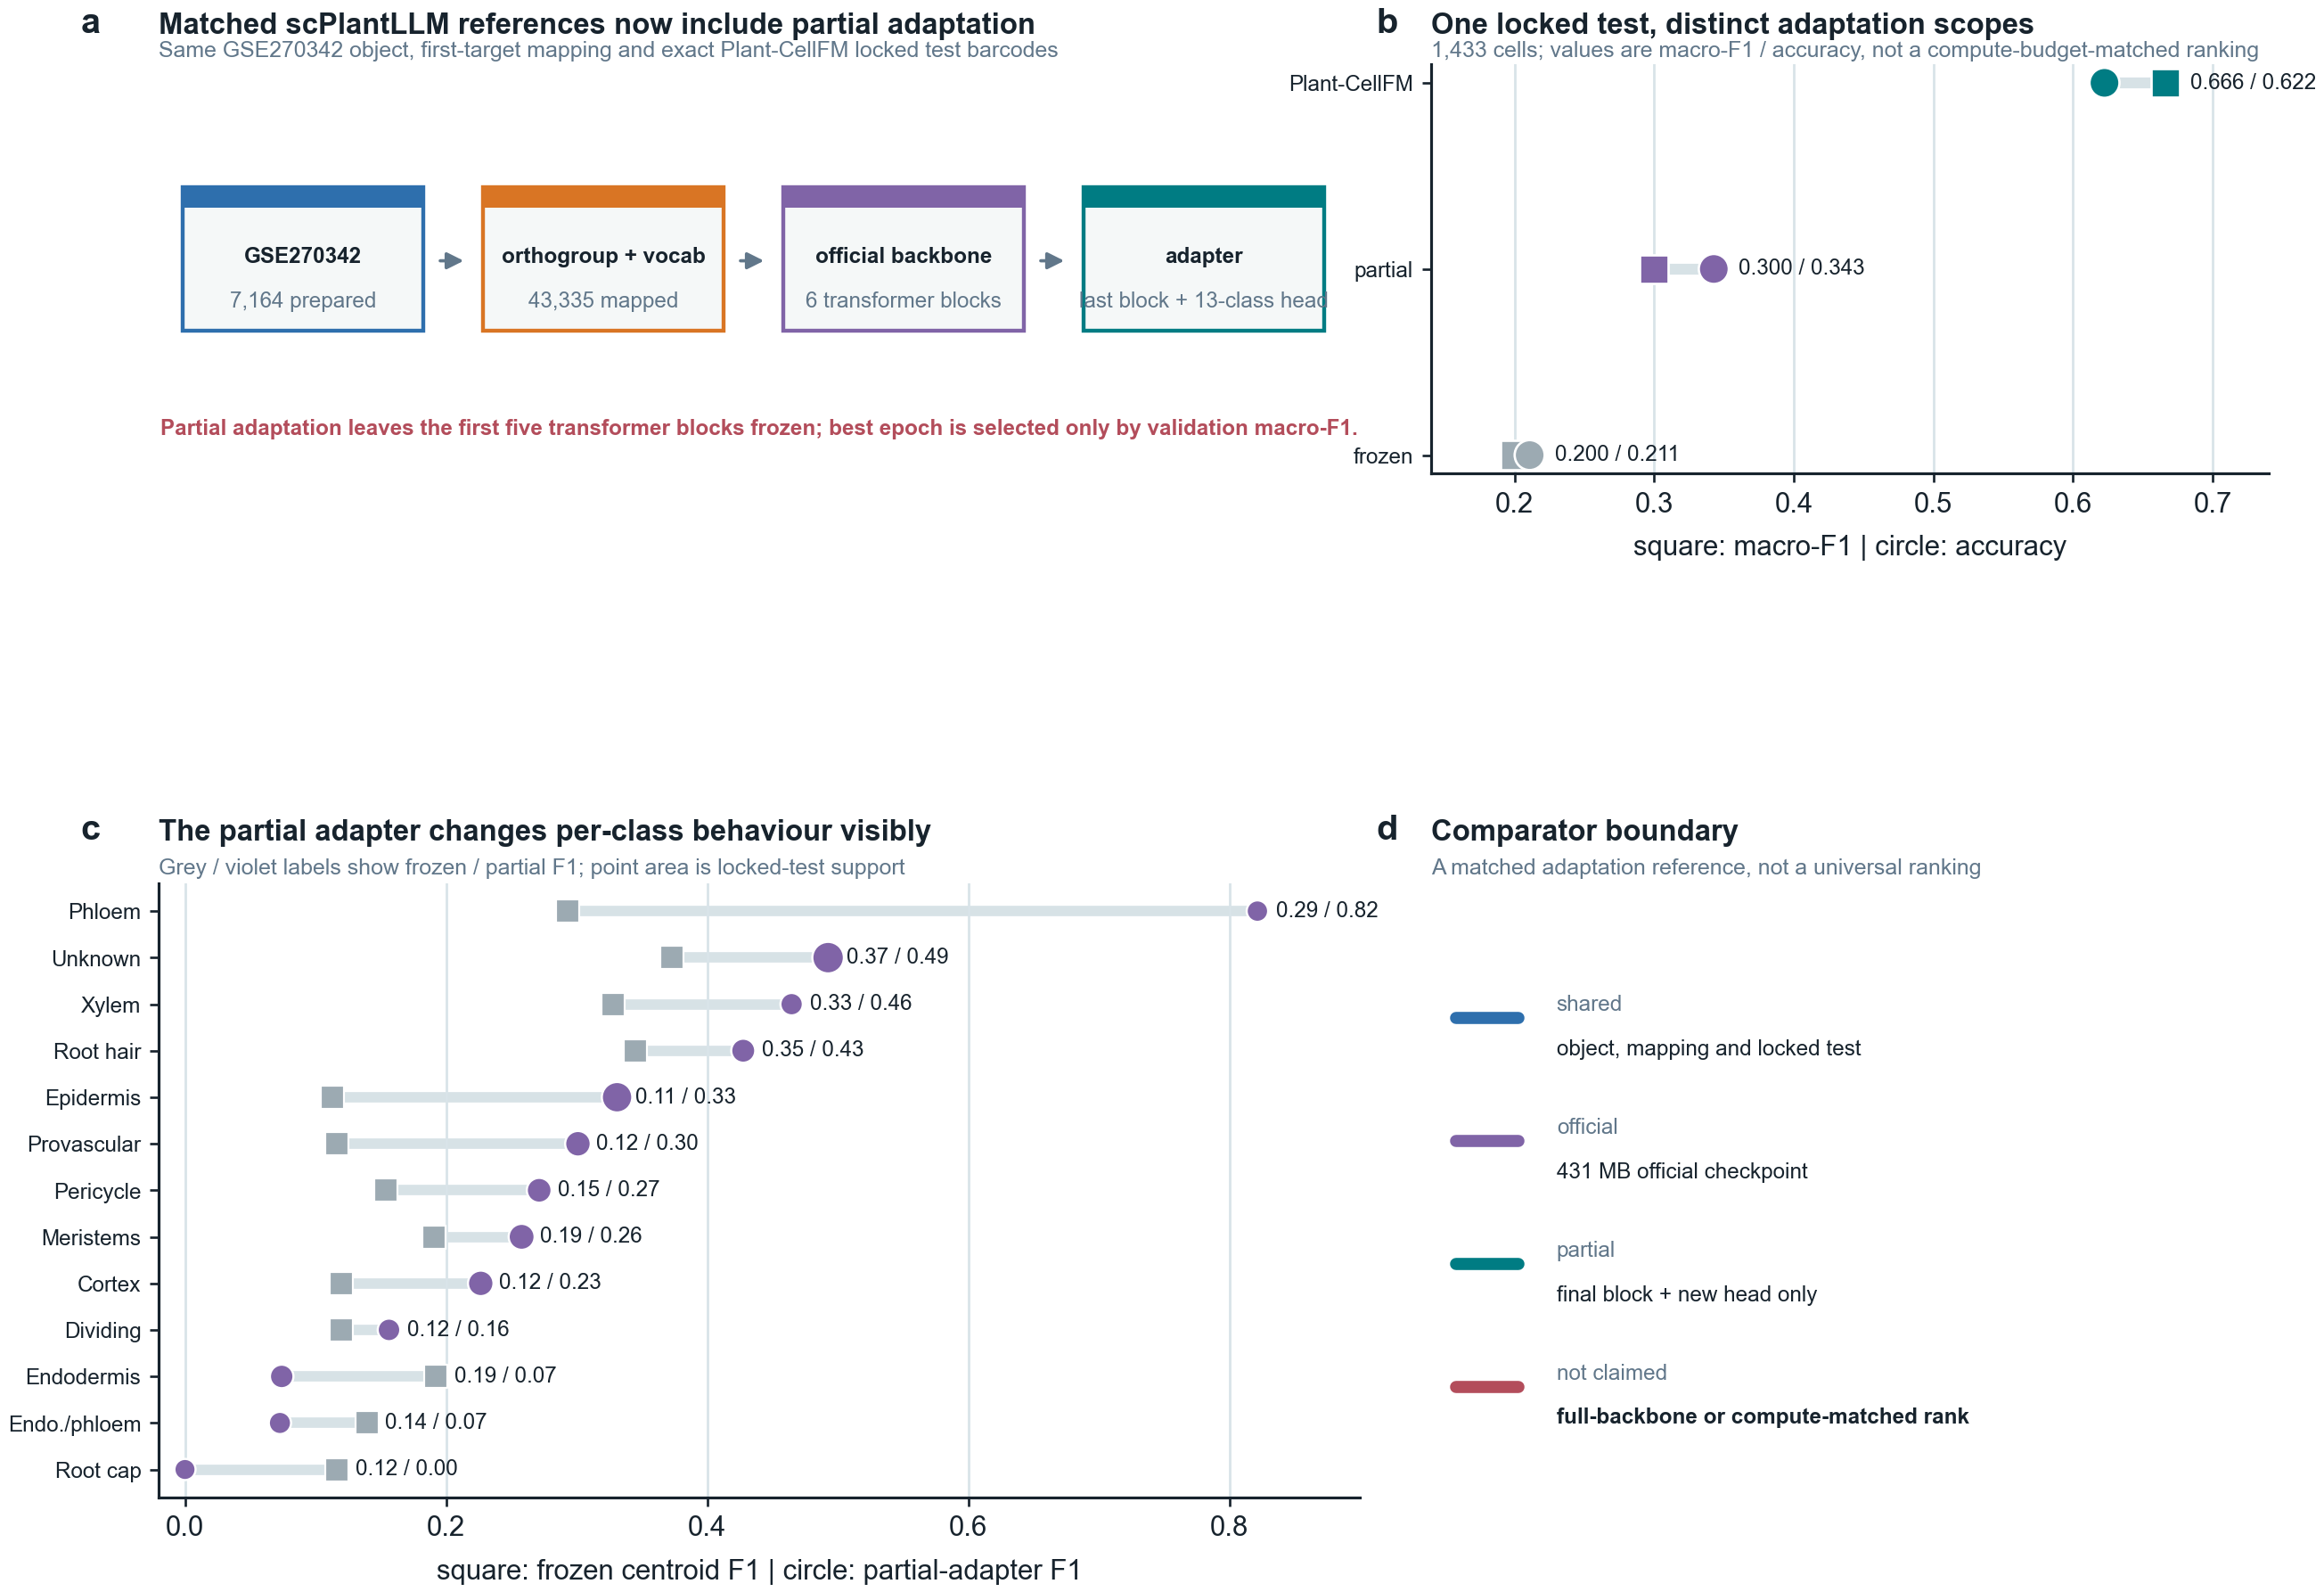 a
Matched scPlantLLM references now include partial adaptation
Same GSE270342 object, first-target mapping and exact Plant-CellFM locked test barcodes
GSE270342
7,164 prepared
orthogroup + vocab
43,335 mapped
official backbone
6 transformer blocks
adapter
last block + 13-class head
Partial adaptation leaves the first five transformer blocks frozen; best epoch is selected only by validation macro-F1.
b
One locked test, distinct adaptation scopes
1,433 cells; values are macro-F1 / accuracy, not a compute-budget-matched ranking
Plant-CellFM
0.666 / 0.622
partial
0.300 / 0.343
frozen
0.200 / 0.211
0.2
0.3
0.4
0.5
0.6
0.7
square: macro-F1 | circle: accuracy
c
The partial adapter changes per-class behaviour visibly
Grey / violet labels show frozen / partial F1; point area is locked-test support
Phloem
0.29 / 0.82
Unknown
0.37 / 0.49
Xylem
0.33 / 0.46
Root hair
0.35 / 0.43
Epidermis
0.11 / 0.33
Provascular
0.12 / 0.30
Pericycle
0.15 / 0.27
Meristems
0.19 / 0.26
Cortex
0.12 / 0.23
Dividing
0.12 / 0.16
Endodermis
0.19 / 0.07
Endo./phloem
0.14 / 0.07
Root cap
0.12 / 0.00
0.0
0.2
0.4
0.6
0.8
square: frozen centroid F1 | circle: partial-adapter F1
d
Comparator boundary
A matched adaptation reference, not a universal ranking
shared
object, mapping and locked test
official
431 MB official checkpoint
partial
final block + new head only
not claimed
full-backbone or compute-matched rank